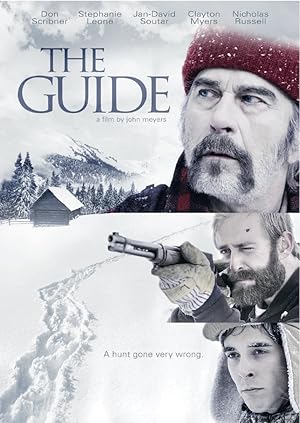 Don Stephanie Jan-David Clayton Nicholas
Scribner Leone Soutar Myers Russell
THE
GUIDE
a film by john meyers
A hunt gone very wrong.